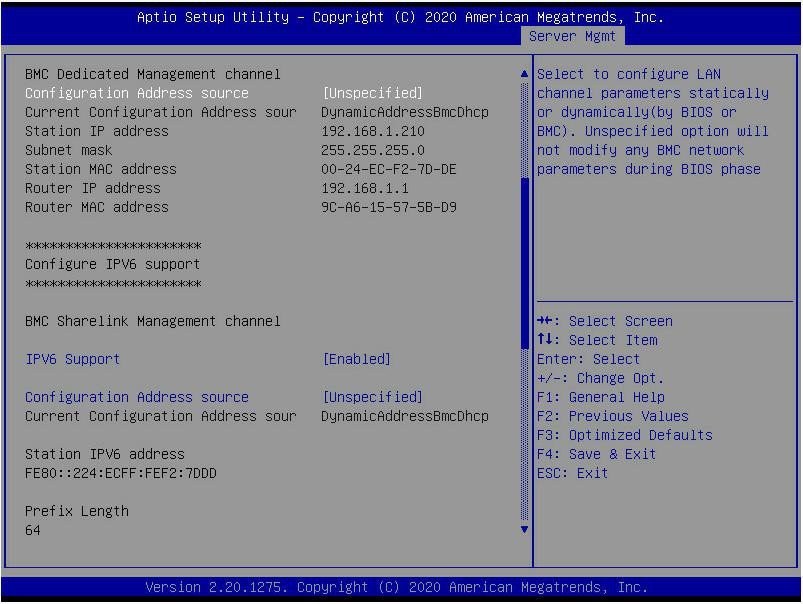 Aptio Setup Utility – Copyright (C) 2020 American Megatrends, Inc.
Server Mgmt
BMC Dedicated Management channel
Configuration Address source [Unspecified]
Current Configuration Address sour DynamicAddressBmcDhcp
Station IP address 192.168.1.210
Subnet mask 255.255.255.0
Station MAC address 00-24-EC-F2-7D-DE
Router IP address 192.168.1.1
Router MAC address 9C-A6-15-57-5B-D9
**********************
Configure IPV6 support
**********************
BMC Sharelink Management channel
IPV6 Support [Enabled]
Configuration Address source [Unspecified]
Current Configuration Address sour DynamicAddressBmcDhcp
Station IPV6 address
FE80::224:ECFF:FEF2:7DDD
Prefix Length
64
Select to configure LAN
channel parameters statically
or dynamically(by BIOS or
BMC). Unspecified option will
not modify any BMC network
parameters during BIOS phase
→←: Select Screen
↑↓: Select Item
Enter: Select
+/-: Change Opt.
F1: General Help
F2: Previous Values
F3: Optimized Defaults
F4: Save & Exit
ESC: Exit
Version 2.20.1275. Copyright (C) 2020 American Megatrends, Inc.